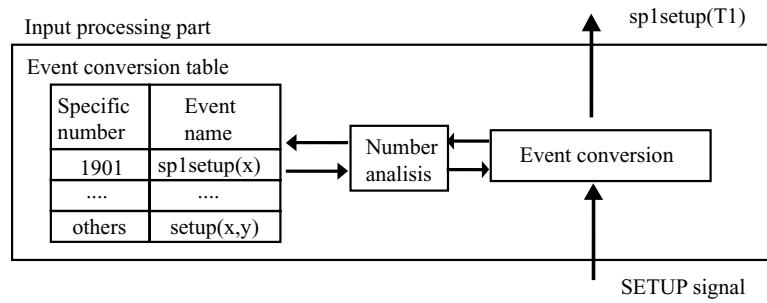 sp1setup(T1)
Input processing part
Event conversion table
Specific number
Event name
1901
sp1setup(x)
....
....
others
setup(x,y)
Number analisis
Event conversion
SETUP signal